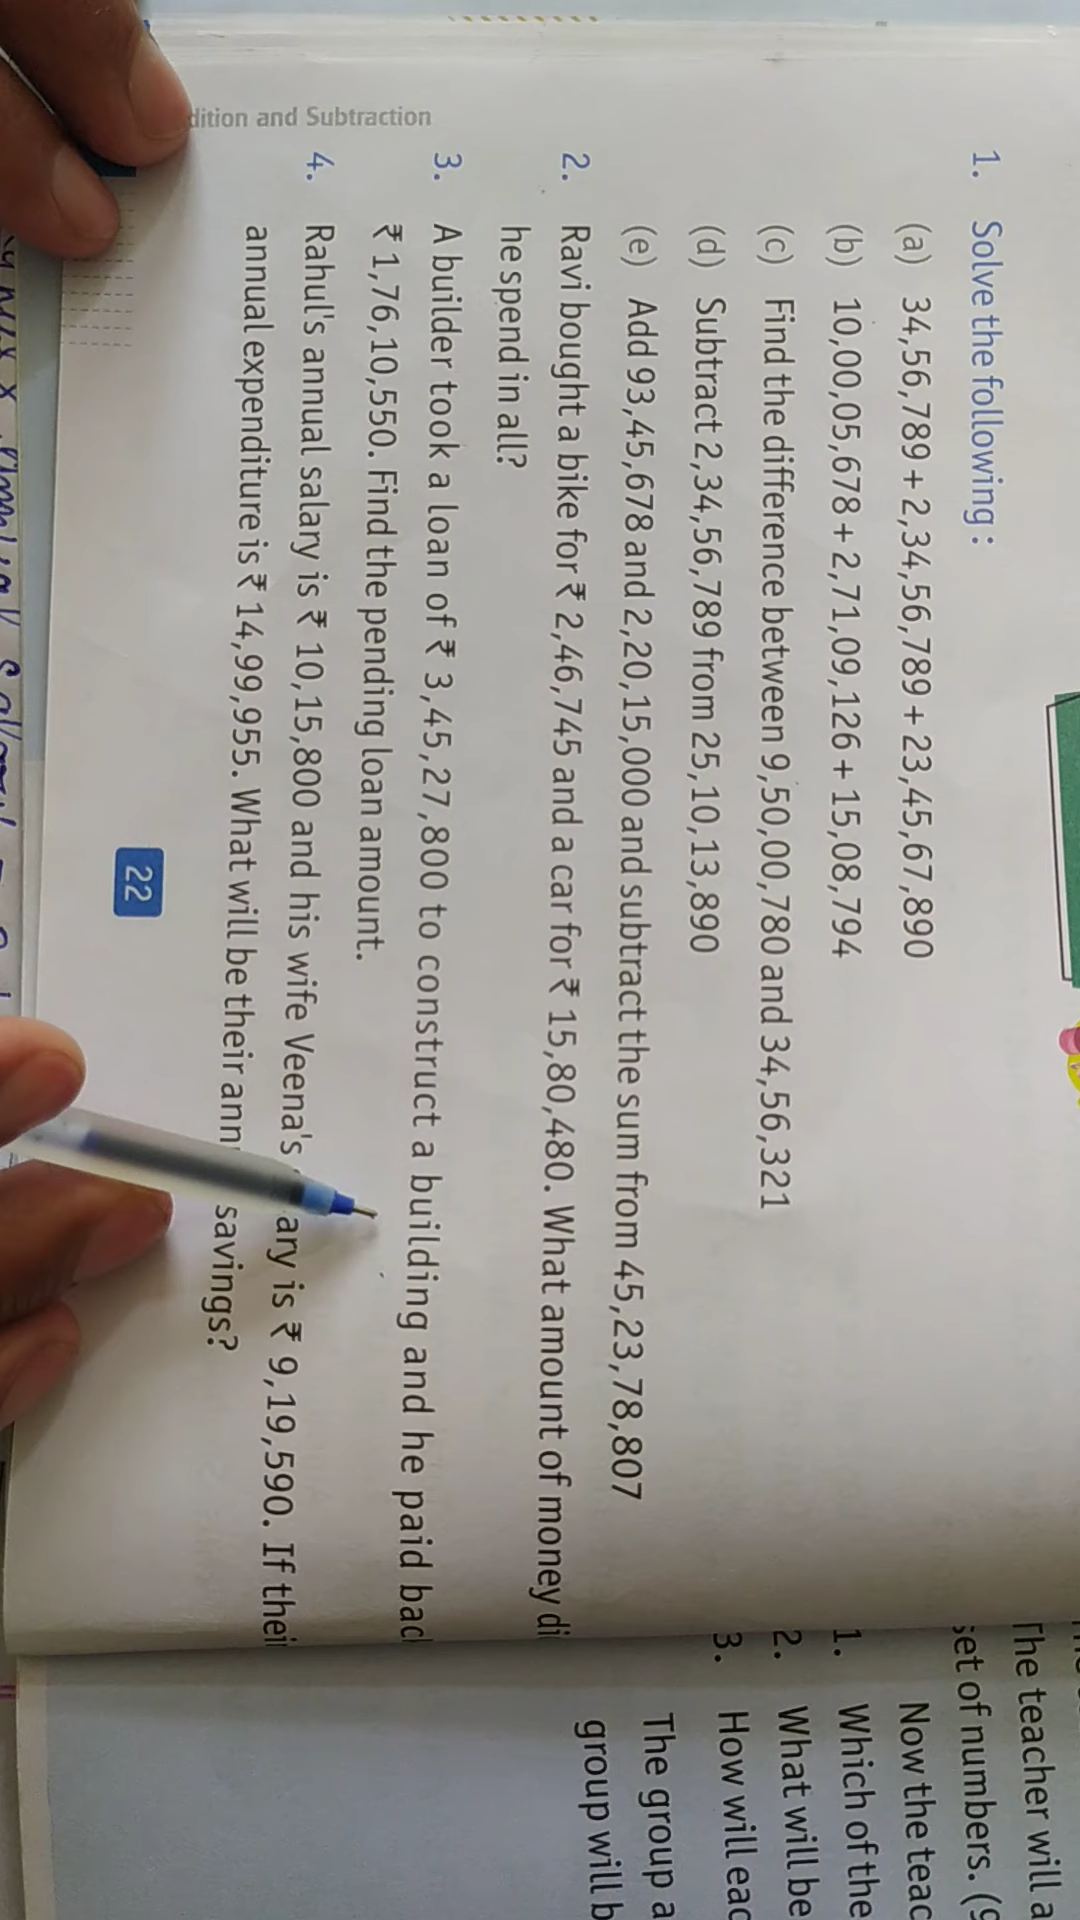 1. Solve the following :
(a) 34,56,789 + 2,34,56,789 + 23,45,67,890
(b) 10,00,05,678 + 2,71,09,126 + 15,08,794
(c) Find the difference between 9,50,00,780 and 34,56,321
(d) Subtract 2,34,56,789 from 25,10,13,890
(e) Add 93,45,678 and 2,20,15,000 and subtract the sum from 45,23,78,807
2. Ravi bought a bike for ₹ 2,46,745 and a car for ₹ 15,80,480. What amount of money di
he spend in all?
3. A builder took a loan of ₹ 3,45,27,800 to construct a building and he paid bac
₹ 1,76,10,550. Find the pending loan amount.
4. Rahul's annual salary is ₹ 10,15,800 and his wife Veena's ary is ₹ 9,19,590. If thei
annual expenditure is ₹ 14,99,955. What will be their ann savings?
dition and Subtraction
22
The teacher will a
set of numbers. (9
Now the teac
1. Which of the
2. What will be
3. How will eac
The group a
group will b